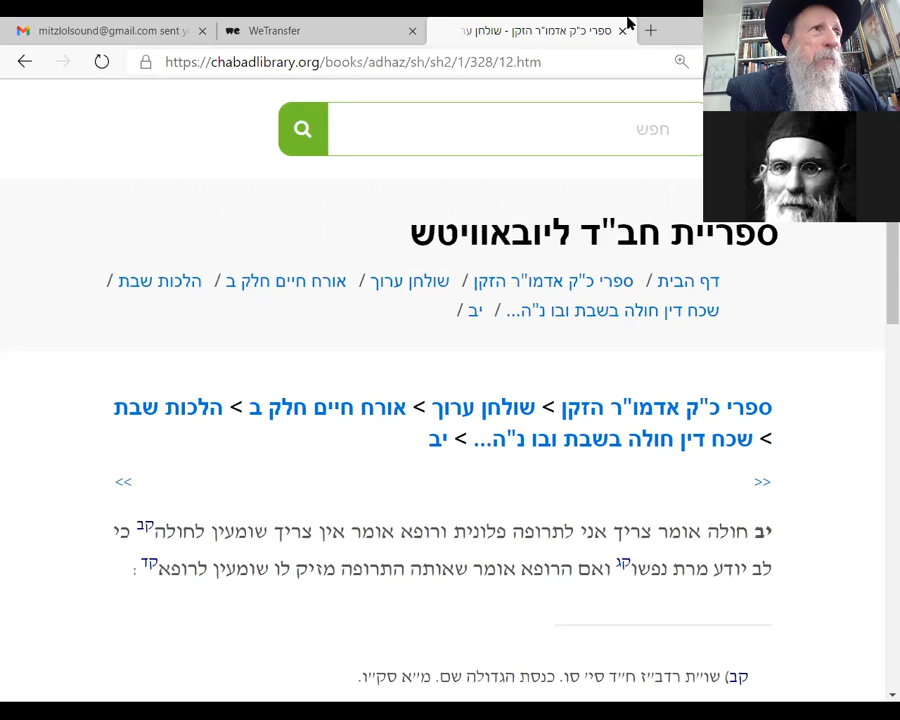 mitzlolsound@gmail.com sent y
WeTransfer
ספרי כ"ק אדמו"ר הזקן - שולחן ער
https://chabadlibrary.org/books/adhaz/sh/sh2/1/328/12.htm
חפש
ספריית חב"ד ליובאוויטש
דף הבית / ספרי כ"ק אדמו"ר הזקן / שולחן ערוך / אורח חיים חלק ב / הלכות שבת /
שכח דין חולה בשבת ובו נ"ה... / יב /
ספרי כ"ק אדמו"ר הזקן > שולחן ערוך > אורח חיים חלק ב > הלכות שבת
> שכח דין חולה בשבת ובו נ"ה... > יב
<< >>
יב חולה אומר צריך אני לתרופה פלונית ורופא אומר אין צריך שומעין לחולהקב כי
לב יודע מרת נפשוקג ואם הרופא אומר שאותה התרופה מזיק לו שומעין לרופאקד :
קב) שו"ת רדב"ז ח"ד סי' סו. כנסת הגדולה שם. מ"א סק"ו.